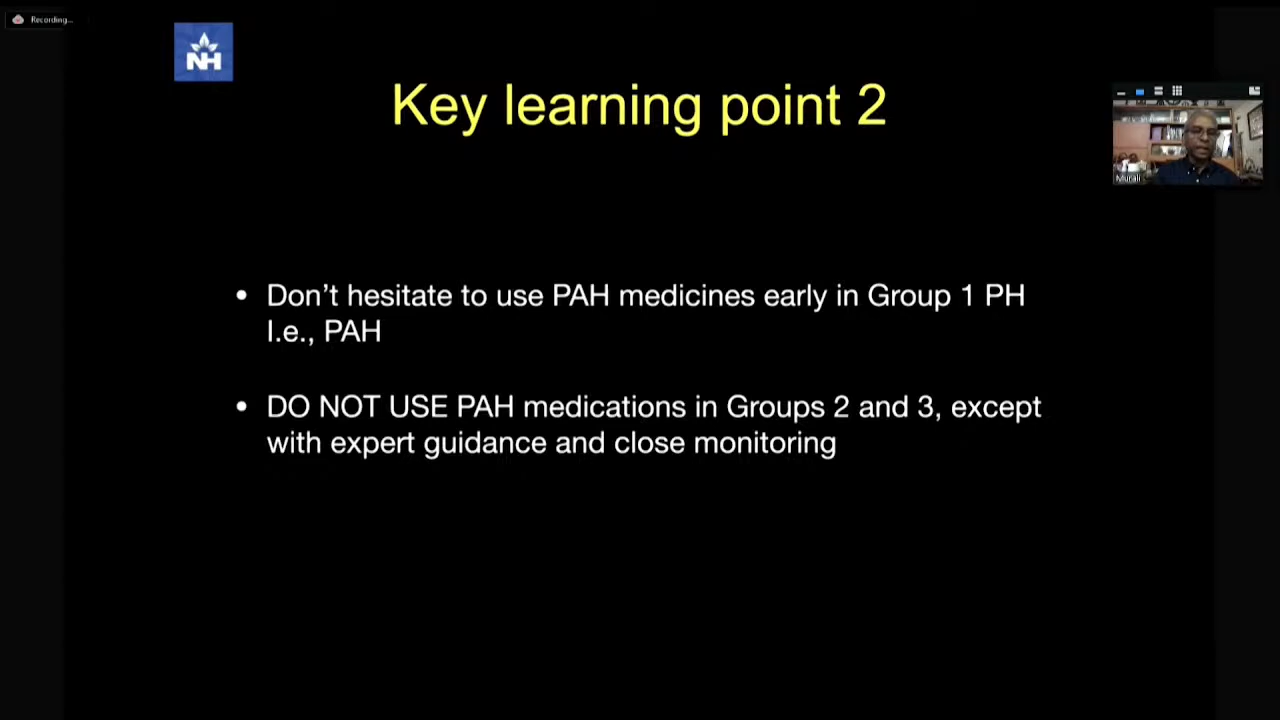 Recording...
NH
Key learning point 2
Murali
• Don’t hesitate to use PAH medicines early in Group 1 PH
I.e., PAH
• DO NOT USE PAH medications in Groups 2 and 3, except
with expert guidance and close monitoring